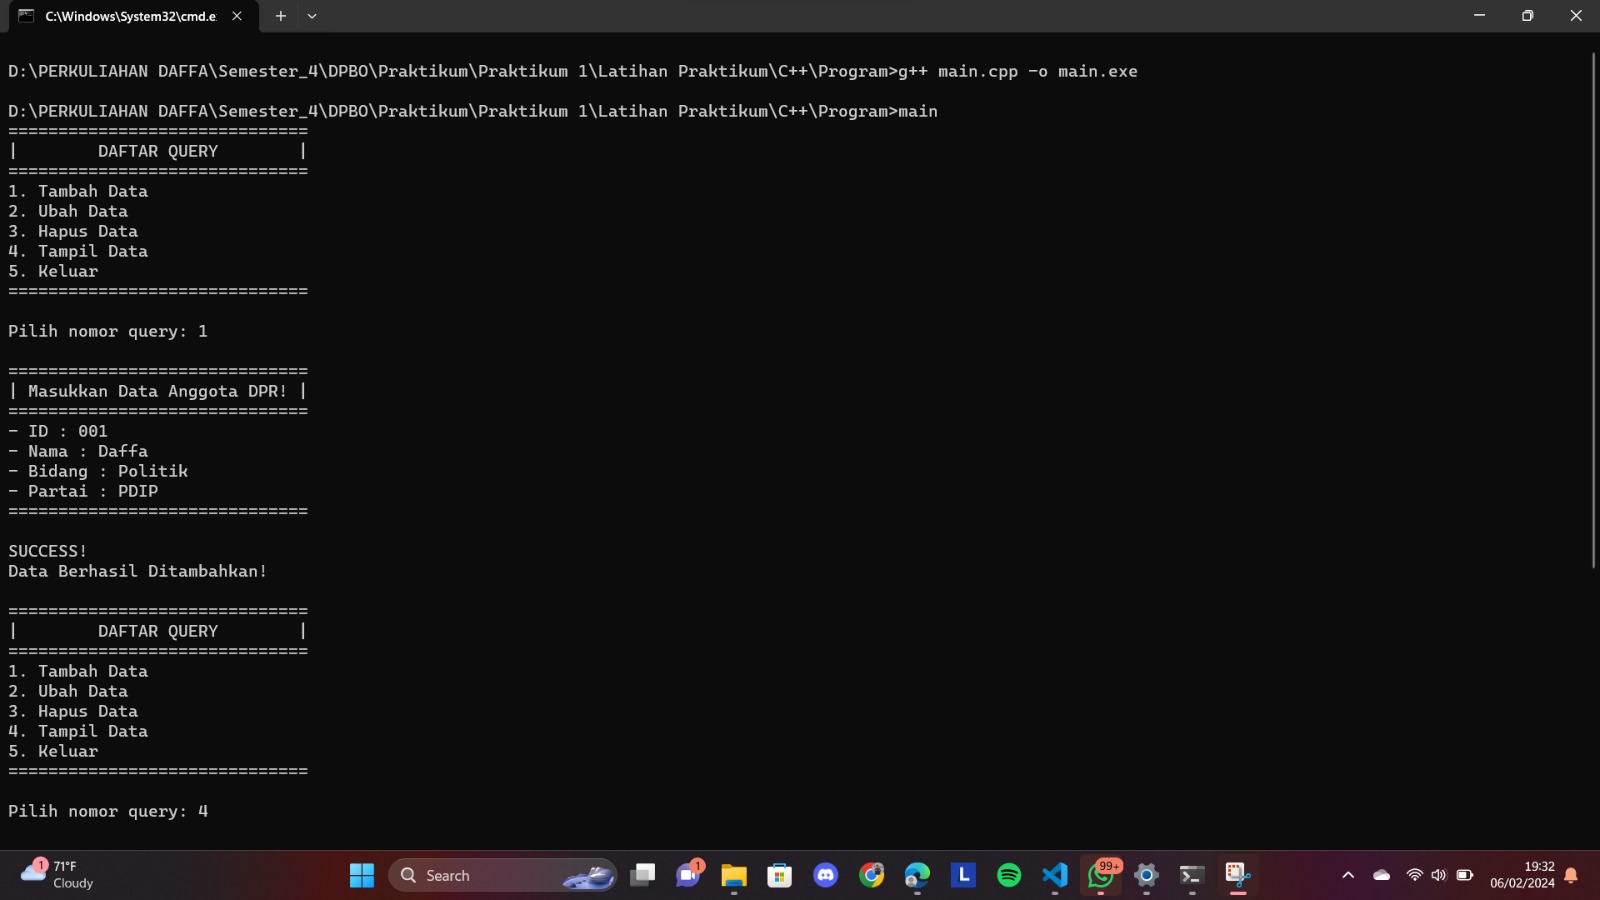 C:\Windows\System32\cmd.e
D:\PERKULIAHAN DAFFA\Semester_4\DPBO\Praktikum\Praktikum 1\Latihan Praktikum\C++\Program>g++ main.cpp -o main.exe
D:\PERKULIAHAN DAFFA\Semester_4\DPBO\Praktikum\Praktikum 1\Latihan Praktikum\C++\Program>main
==============================
|        DAFTAR QUERY        |
==============================
1. Tambah Data
2. Ubah Data
3. Hapus Data
4. Tampil Data
5. Keluar
==============================
Pilih nomor query: 1
==============================
| Masukkan Data Anggota DPR! |
==============================
- ID : 001
- Nama : Daffa
- Bidang : Politik
- Partai : PDIP
==============================
SUCCESS!
Data Berhasil Ditambahkan!
==============================
|        DAFTAR QUERY        |
==============================
1. Tambah Data
2. Ubah Data
3. Hapus Data
4. Tampil Data
5. Keluar
==============================
Pilih nomor query: 4
1
71°F
Cloudy
Search
1
L
99+
19:32
06/02/2024